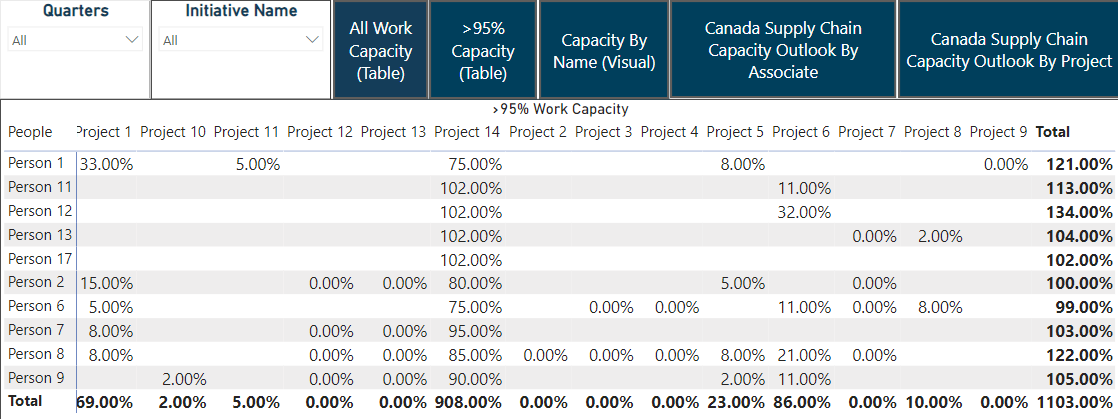 Quarters
All
Initiative Name
All
All Work
Capacity
(Table)
>95%
Capacity
(Table)
Capacity By
Name (Visual)
Canada Supply Chain
Capacity Outlook By
Associate
Canada Supply Chain
Capacity Outlook By Project
>95% Work Capacity
People Project 1 Project 10 Project 11 Project 12 Project 13 Project 14 Project 2 Project 3 Project 4 Project 5 Project 6 Project 7 Project 8 Project 9 Total
Person 1 33.00% 5.00% 75.00% 8.00% 0.00% 121.00%
Person 11 102.00% 11.00% 113.00%
Person 12 102.00% 32.00% 134.00%
Person 13 102.00% 0.00% 2.00% 104.00%
Person 17 102.00% 102.00%
Person 2 15.00% 0.00% 0.00% 80.00% 5.00% 0.00% 100.00%
Person 6 5.00% 75.00% 0.00% 0.00% 11.00% 0.00% 8.00% 99.00%
Person 7 8.00% 0.00% 0.00% 95.00% 103.00%
Person 8 8.00% 0.00% 0.00% 85.00% 0.00% 0.00% 0.00% 8.00% 21.00% 0.00% 122.00%
Person 9 2.00% 0.00% 0.00% 90.00% 2.00% 11.00% 105.00%
Total 69.00% 2.00% 5.00% 0.00% 0.00% 908.00% 0.00% 0.00% 0.00% 23.00% 86.00% 0.00% 10.00% 0.00% 1103.00%